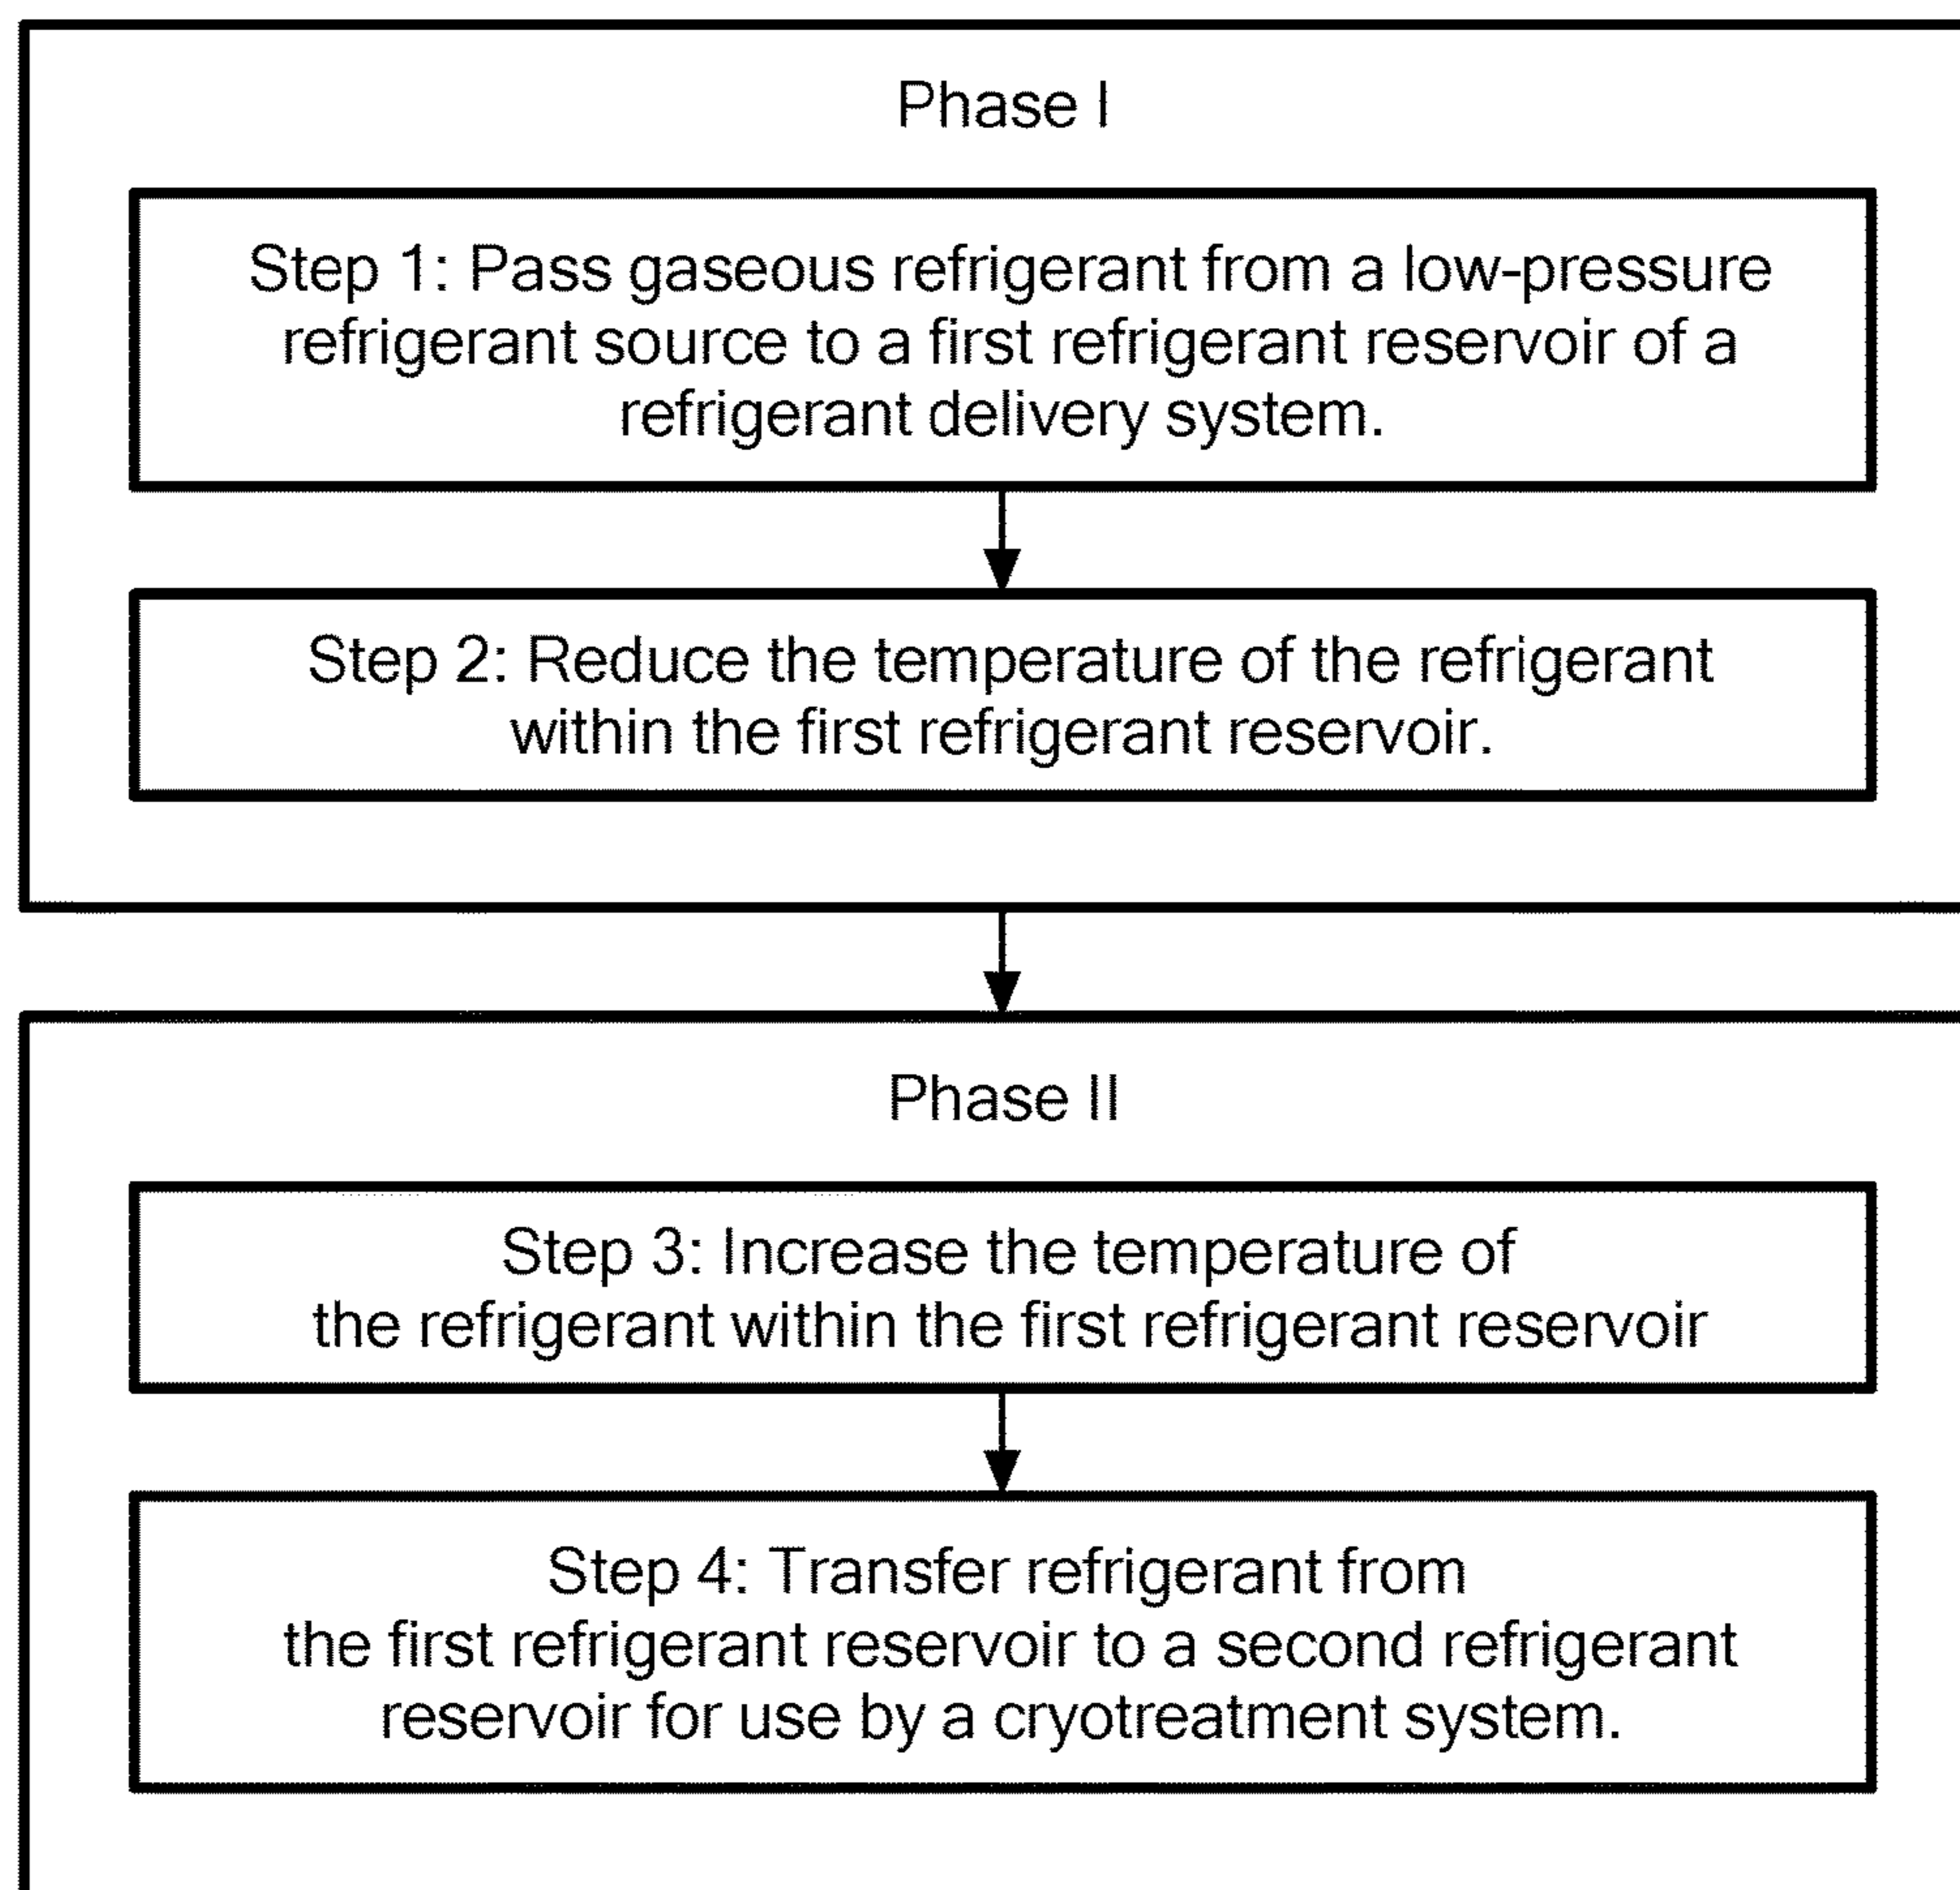 Phase I
Step 1: Pass gaseous refrigerant from a low-pressure
refrigerant source to a first refrigerant reservoir of a
refrigerant delivery system.
Step 2: Reduce the temperature of the refrigerant
within the first refrigerant reservoir.
Phase II
Step 3: Increase the temperature of
the refrigerant within the first refrigerant reservoir
Step 4: Transfer refrigerant from
the first refrigerant reservoir to a second refrigerant
reservoir for use by a cryotreatment system.